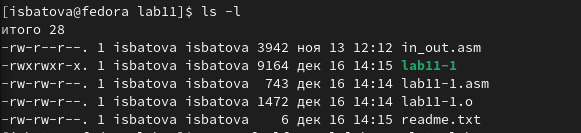 [isbatova@fedora lab11]$ ls -l
итого 28
-rw-r--r--. 1 isbatova isbatova 3942 ноя 13 12:12 in_out.asm
-rwxrwxr-x. 1 isbatova isbatova 9164 дек 16 14:15 lab11-1
-rw-rw-r--. 1 isbatova isbatova  743 дек 16 14:14 lab11-1.asm
-rw-rw-r--. 1 isbatova isbatova 1472 дек 16 14:14 lab11-1.o
-rw-rw-r--. 1 isbatova isbatova    6 дек 16 14:15 readme.txt